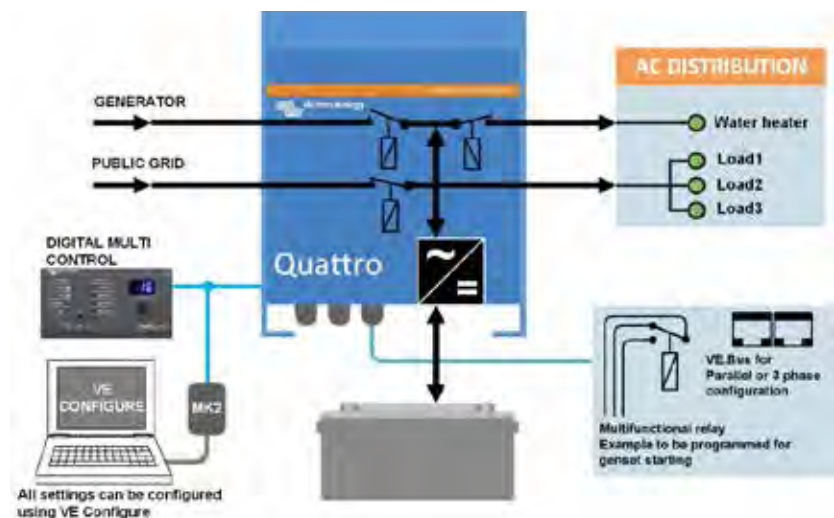 AC DISTRIBUTION
GENERATOR
Water heater
PUBLIC GRID
Load1
Load2
Load3
DIGITAL MULTI
CONTROL
Quattro
VE
CONFIGURE
MK2
VE.Bus for
Parallel or 3 phase
configuration
Multifunctional relay
Example to be programmed for
genset starting
All settings can be configured
using VE Configure